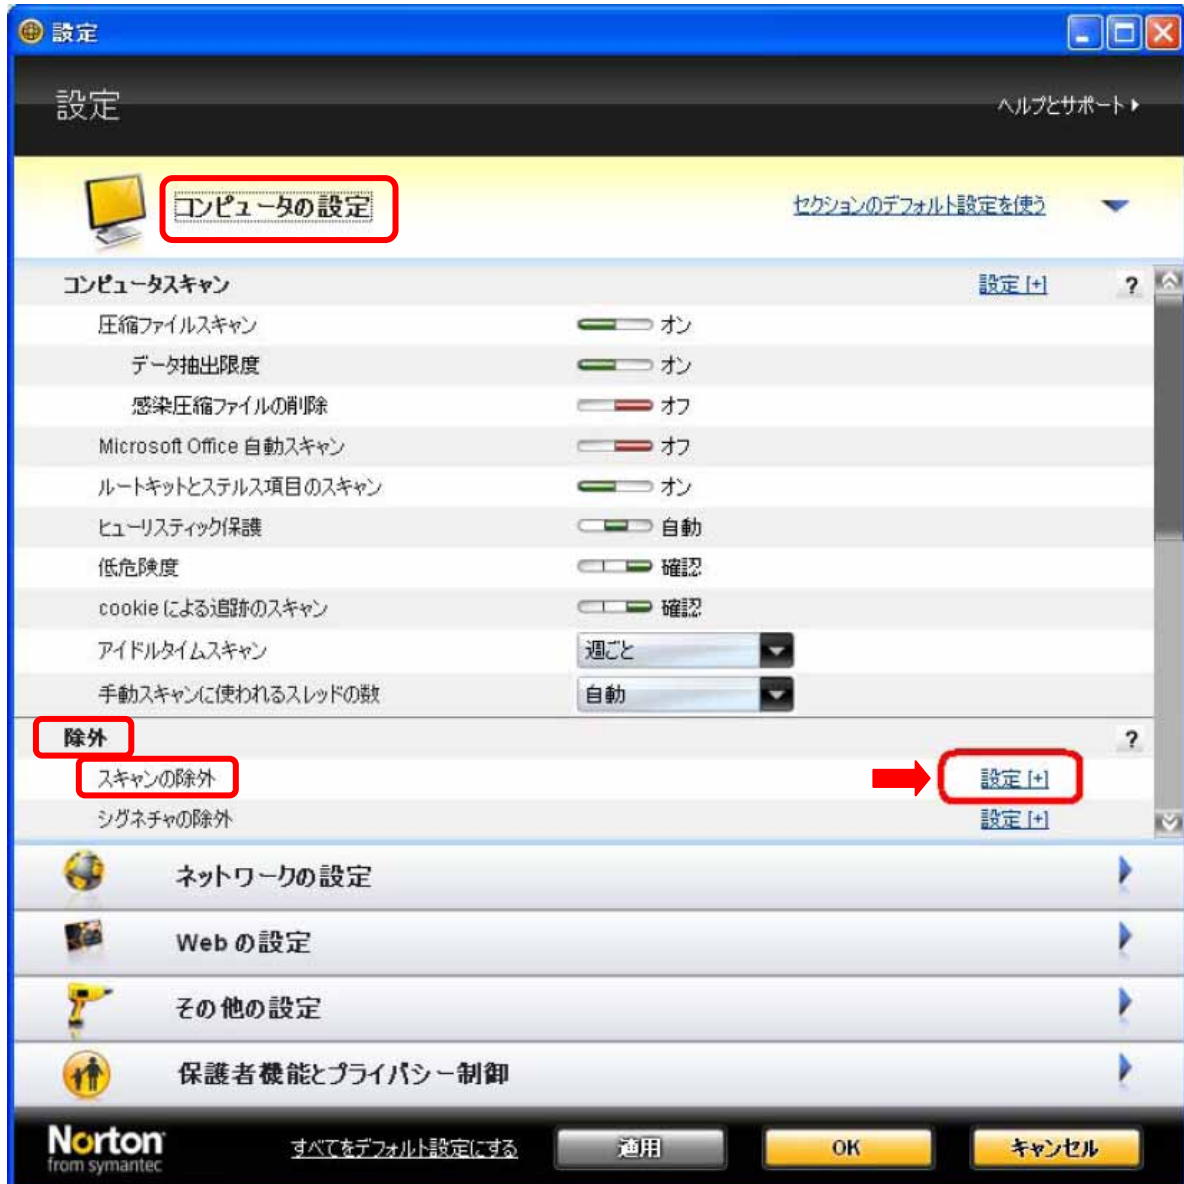 設定
設定
ヘルプとサポート
コンピュータの設定
セクションのデフォルト設定を使う
コンピュータスキャン 設定 [+] ?
圧縮ファイルスキャン オン
データ抽出限度 オン
感染圧縮ファイルの削除 オフ
Microsoft Office 自動スキャン オフ
ルートキットとステルス項目のスキャン オン
ヒューリスティック保護 自動
低危険度 確認
cookie による追跡のスキャン 確認
アイドルタイムスキャン 週ごと
手動スキャンに使われるスレッドの数 自動
除外 ?
スキャンの除外 設定 [+]
シグネチャの除外 設定 [+]
ネットワークの設定
Web の設定
その他の設定
保護者機能とプライバシー制御
Norton
from symantec
すべてをデフォルト設定にする 適用 OK キャンセル